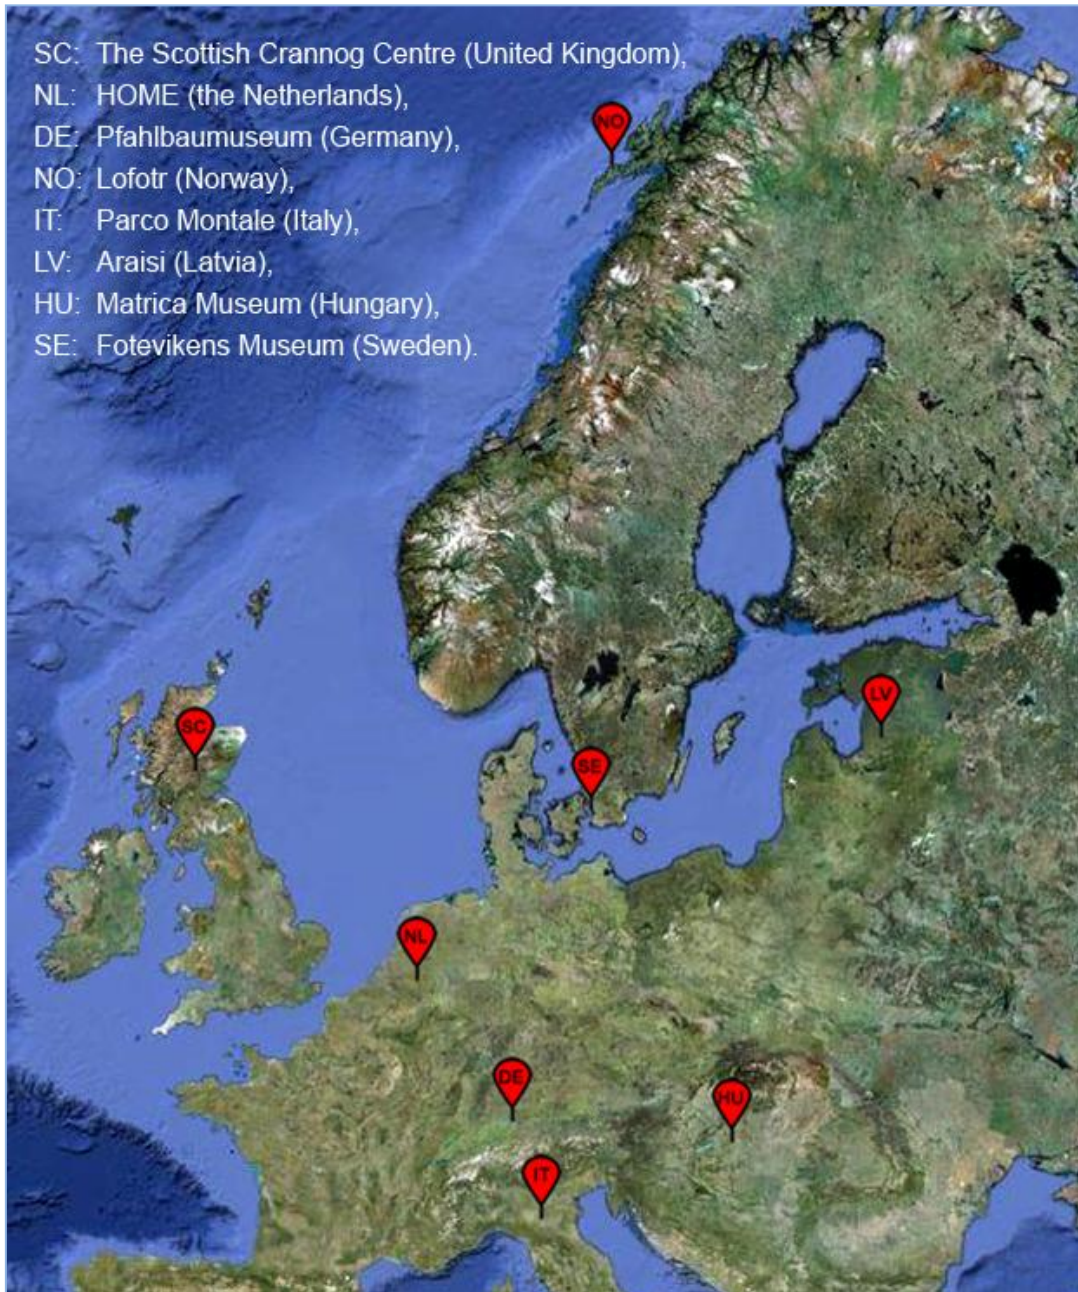 SC: The Scottish Crannog Centre (United Kingdom),
NL: HOME (the Netherlands),
DE: Pfahlbaumuseum (Germany),
NO: Lofotr (Norway),
IT: Parco Montale (Italy),
LV: Araisi (Latvia),
HU: Matrica Museum (Hungary),
SE: Fotevikens Museum (Sweden).
NO
LV
SC
SE
NL
DE
HU
IT